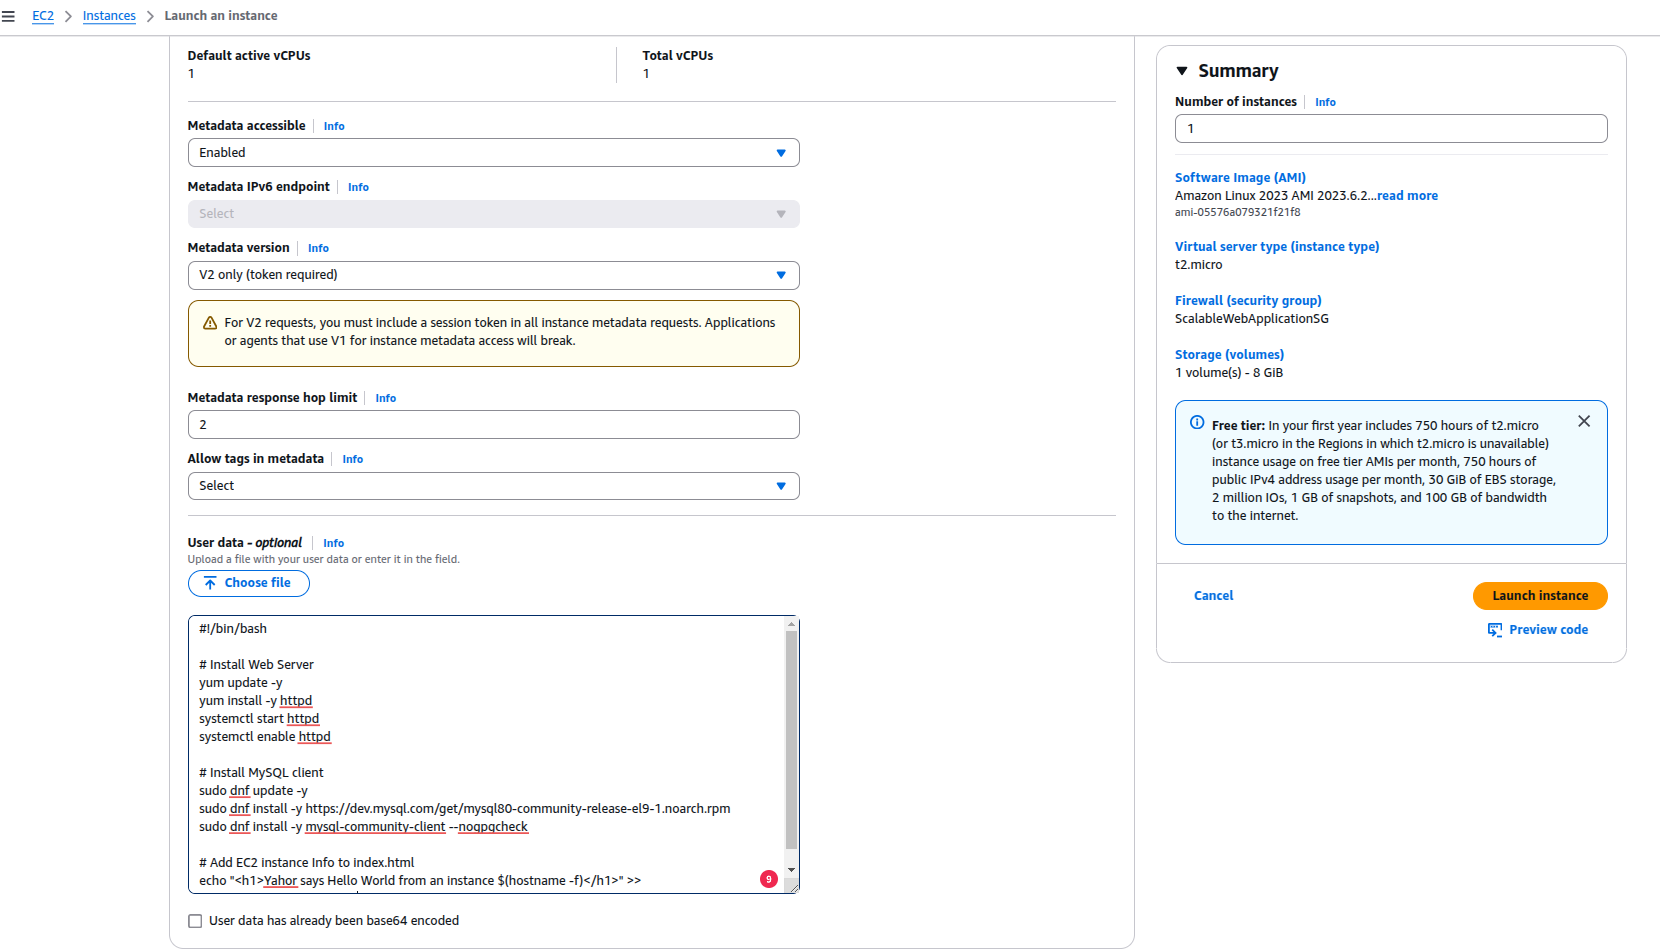 EC2 > Instances > Launch an instance
Default active vCPUs
1
Total vCPUs
1
Metadata accessible Info
Enabled
Metadata IPv6 endpoint Info
Select
Metadata version Info
V2 only (token required)
For V2 requests, you must include a session token in all instance metadata requests. Applications
or agents that use V1 for instance metadata access will break.
Metadata response hop limit Info
2
Allow tags in metadata Info
Select
User data - optional Info
Upload a file with your user data or enter it in the field.
Choose file
#!/bin/bash
# Install Web Server
yum update -y
yum install -y httpd
systemctl start httpd
systemctl enable httpd
# Install MySQL client
sudo dnf update -y
sudo dnf install -y https://dev.mysql.com/get/mysql80-community-release-el9-1.noarch.rpm
sudo dnf install -y mysql-community-client --nogpgcheck
# Add EC2 instance Info to index.html
echo "<h1>Yahor says Hello World from an instance $(hostname -f)</h1>" >>
9
User data has already been base64 encoded
Summary
Number of instances Info
1
Software Image (AMI)
Amazon Linux 2023 AMI 2023.6.2...read more
ami-05576a079321f21f8
Virtual server type (instance type)
t2.micro
Firewall (security group)
ScalableWebApplicationSG
Storage (volumes)
1 volume(s) - 8 GiB
Free tier: In your first year includes 750 hours of t2.micro
(or t3.micro in the Regions in which t2.micro is unavailable)
instance usage on free tier AMIs per month, 750 hours of
public IPv4 address usage per month, 30 GiB of EBS storage,
2 million IOs, 1 GB of snapshots, and 100 GB of bandwidth
to the internet.
Cancel
Launch instance
Preview code